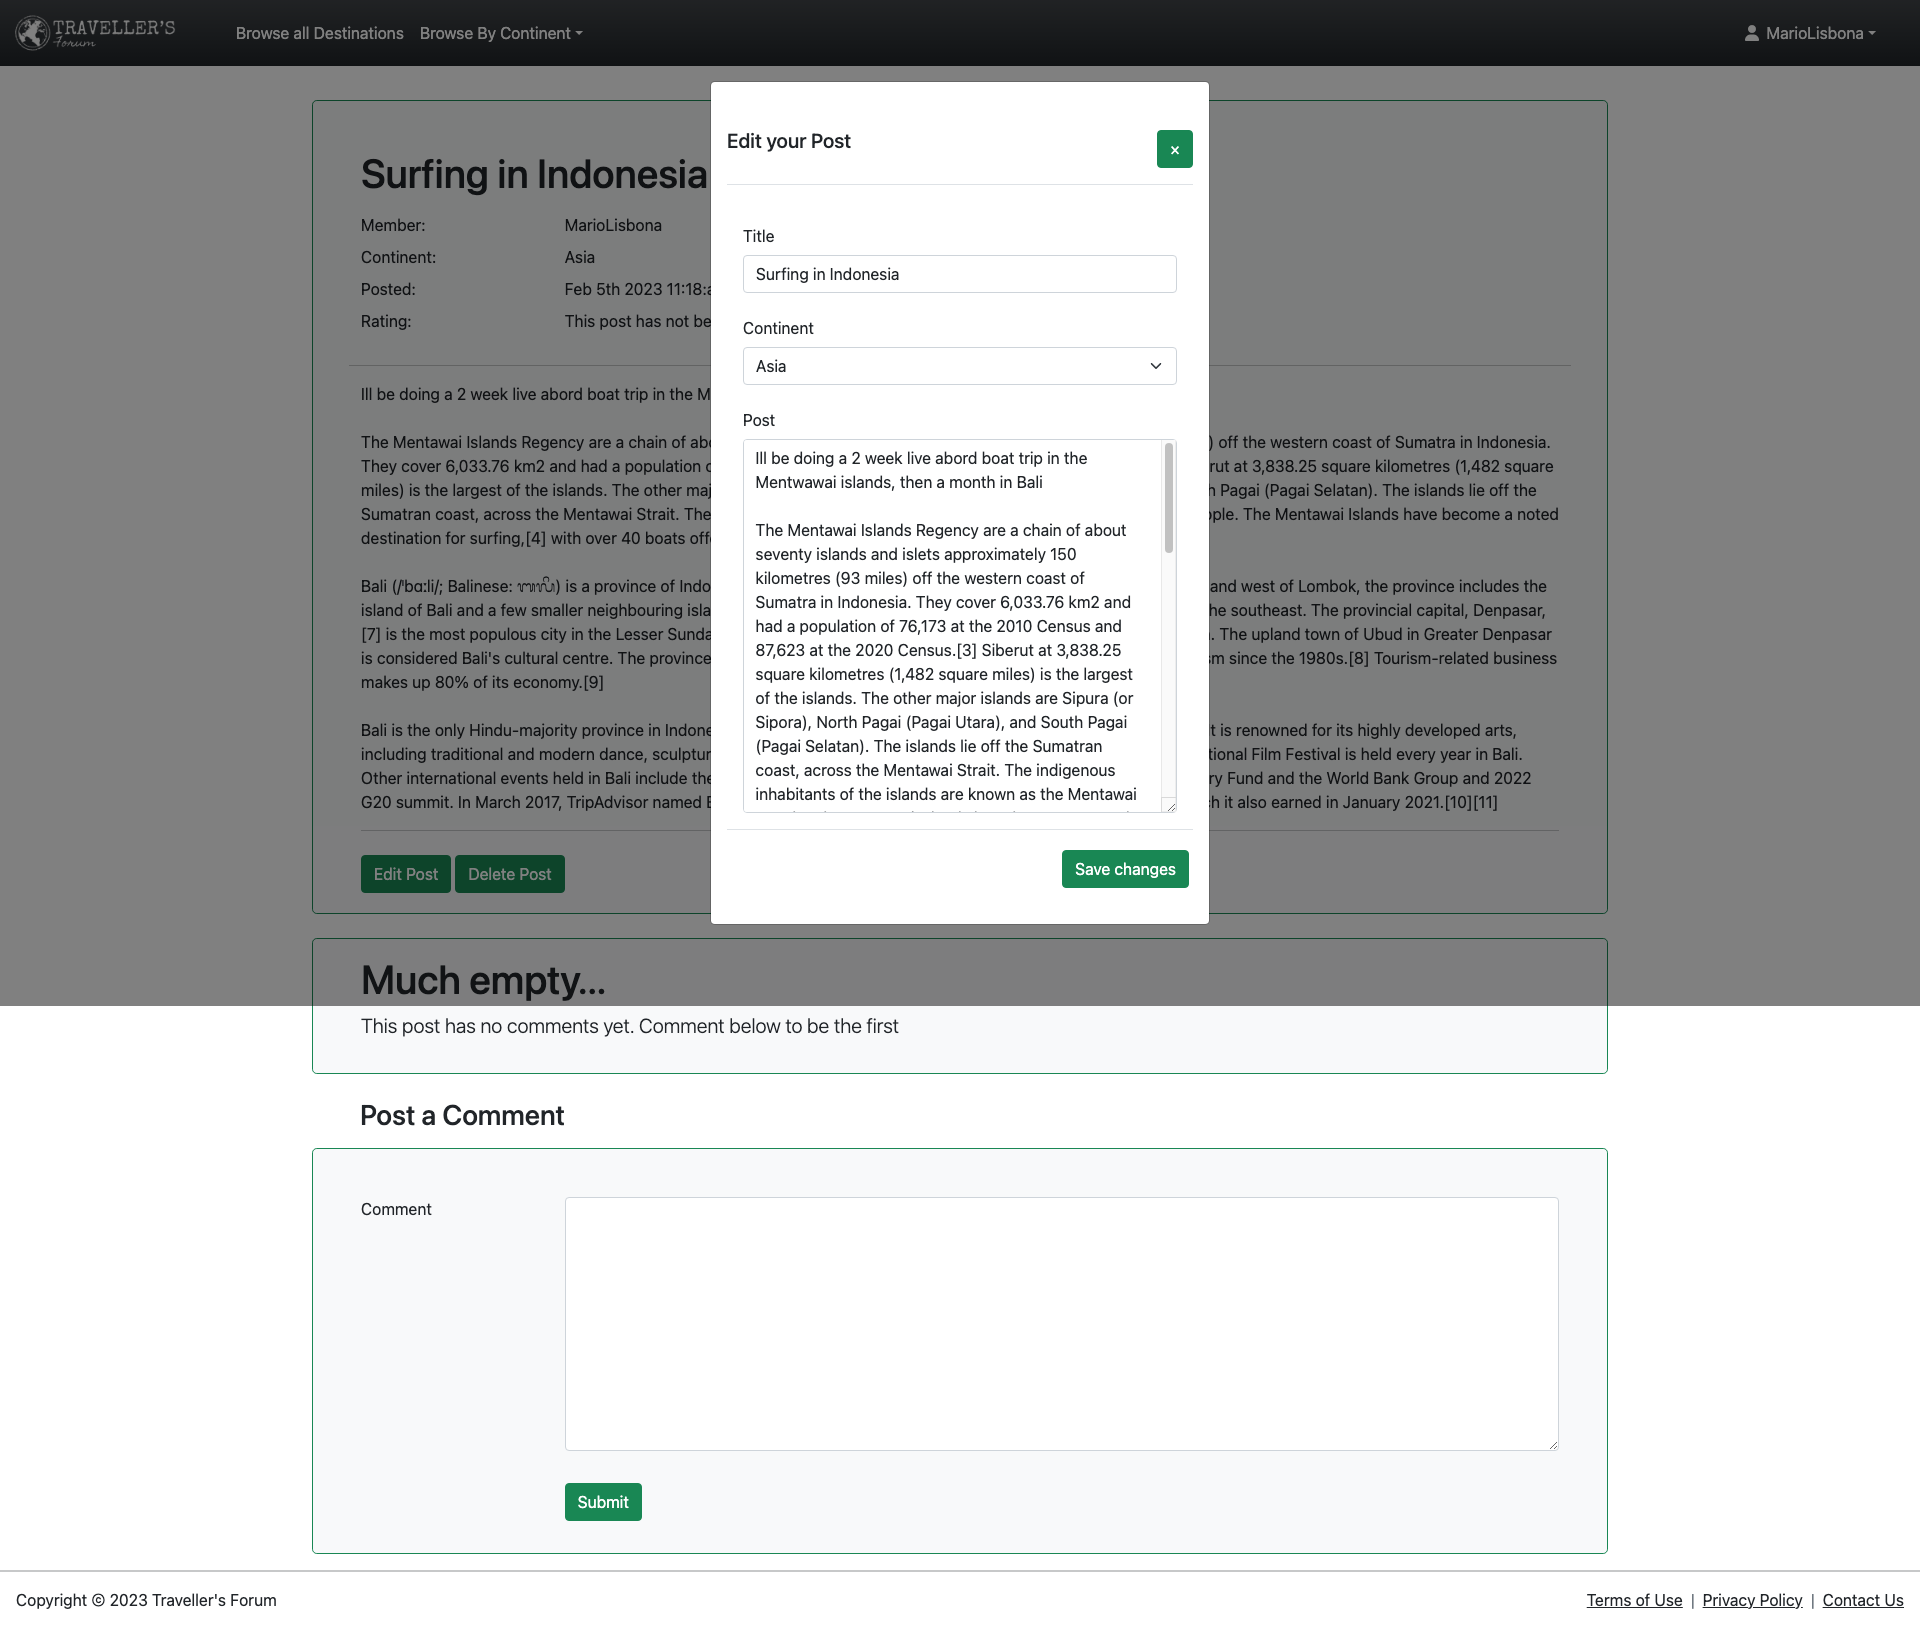 TRAVELLER'S
Forum
Browse all Destinations
Browse By Continent
MarioLisbona
Surfing in Indonesia
Member:
MarioLisbona
Continent:
Asia
Posted:
Feb 5th 2023 11:18:
Rating:
This post has not be
Ill be doing a 2 week live abord boat trip in the M
The Mentawai Islands Regency are a chain of abo
) off the western coast of Sumatra in Indonesia.
They cover 6,033.76 km2 and had a population
rut at 3,838.25 square kilometres (1,482 square
miles) is the largest of the islands. The other maj
h Pagai (Pagai Selatan). The islands lie off the
Sumatran coast, across the Mentawai Strait. The
ople. The Mentawai Islands have become a noted
destination for surfing,[4] with over 40 boats off
Bali (/ˈbɑːli/; Balinese: ᬩᬮᬶ) is a province of Indo
and west of Lombok, the province includes the
island of Bali and a few smaller neighbouring isla
he southeast. The provincial capital, Denpasar,
[7] is the most populous city in the Lesser Sunda
. The upland town of Ubud in Greater Denpasar
is considered Bali's cultural centre. The province
sm since the 1980s.[8] Tourism-related business
makes up 80% of its economy.[9]
Bali is the only Hindu-majority province in Indone
t is renowned for its highly developed arts,
including traditional and modern dance, sculptur
tional Film Festival is held every year in Bali.
Other international events held in Bali include the
ry Fund and the World Bank Group and 2022
G20 summit. In March 2017, TripAdvisor named B
h it also earned in January 2021.[10][11]
Edit Post
Delete Post
Edit your Post
×
Title
Surfing in Indonesia
Continent
Asia
Post
Ill be doing a 2 week live abord boat trip in the
Mentwawai islands, then a month in Bali
The Mentawai Islands Regency are a chain of about
seventy islands and islets approximately 150
kilometres (93 miles) off the western coast of
Sumatra in Indonesia. They cover 6,033.76 km2 and
had a population of 76,173 at the 2010 Census and
87,623 at the 2020 Census.[3] Siberut at 3,838.25
square kilometres (1,482 square miles) is the largest
of the islands. The other major islands are Sipura (or
Sipora), North Pagai (Pagai Utara), and South Pagai
(Pagai Selatan). The islands lie off the Sumatran
coast, across the Mentawai Strait. The indigenous
inhabitants of the islands are known as the Mentawai
Save changes
Much empty...
This post has no comments yet. Comment below to be the first
Post a Comment
Comment
Submit
Copyright © 2023 Traveller's Forum
Terms of Use | Privacy Policy | Contact Us